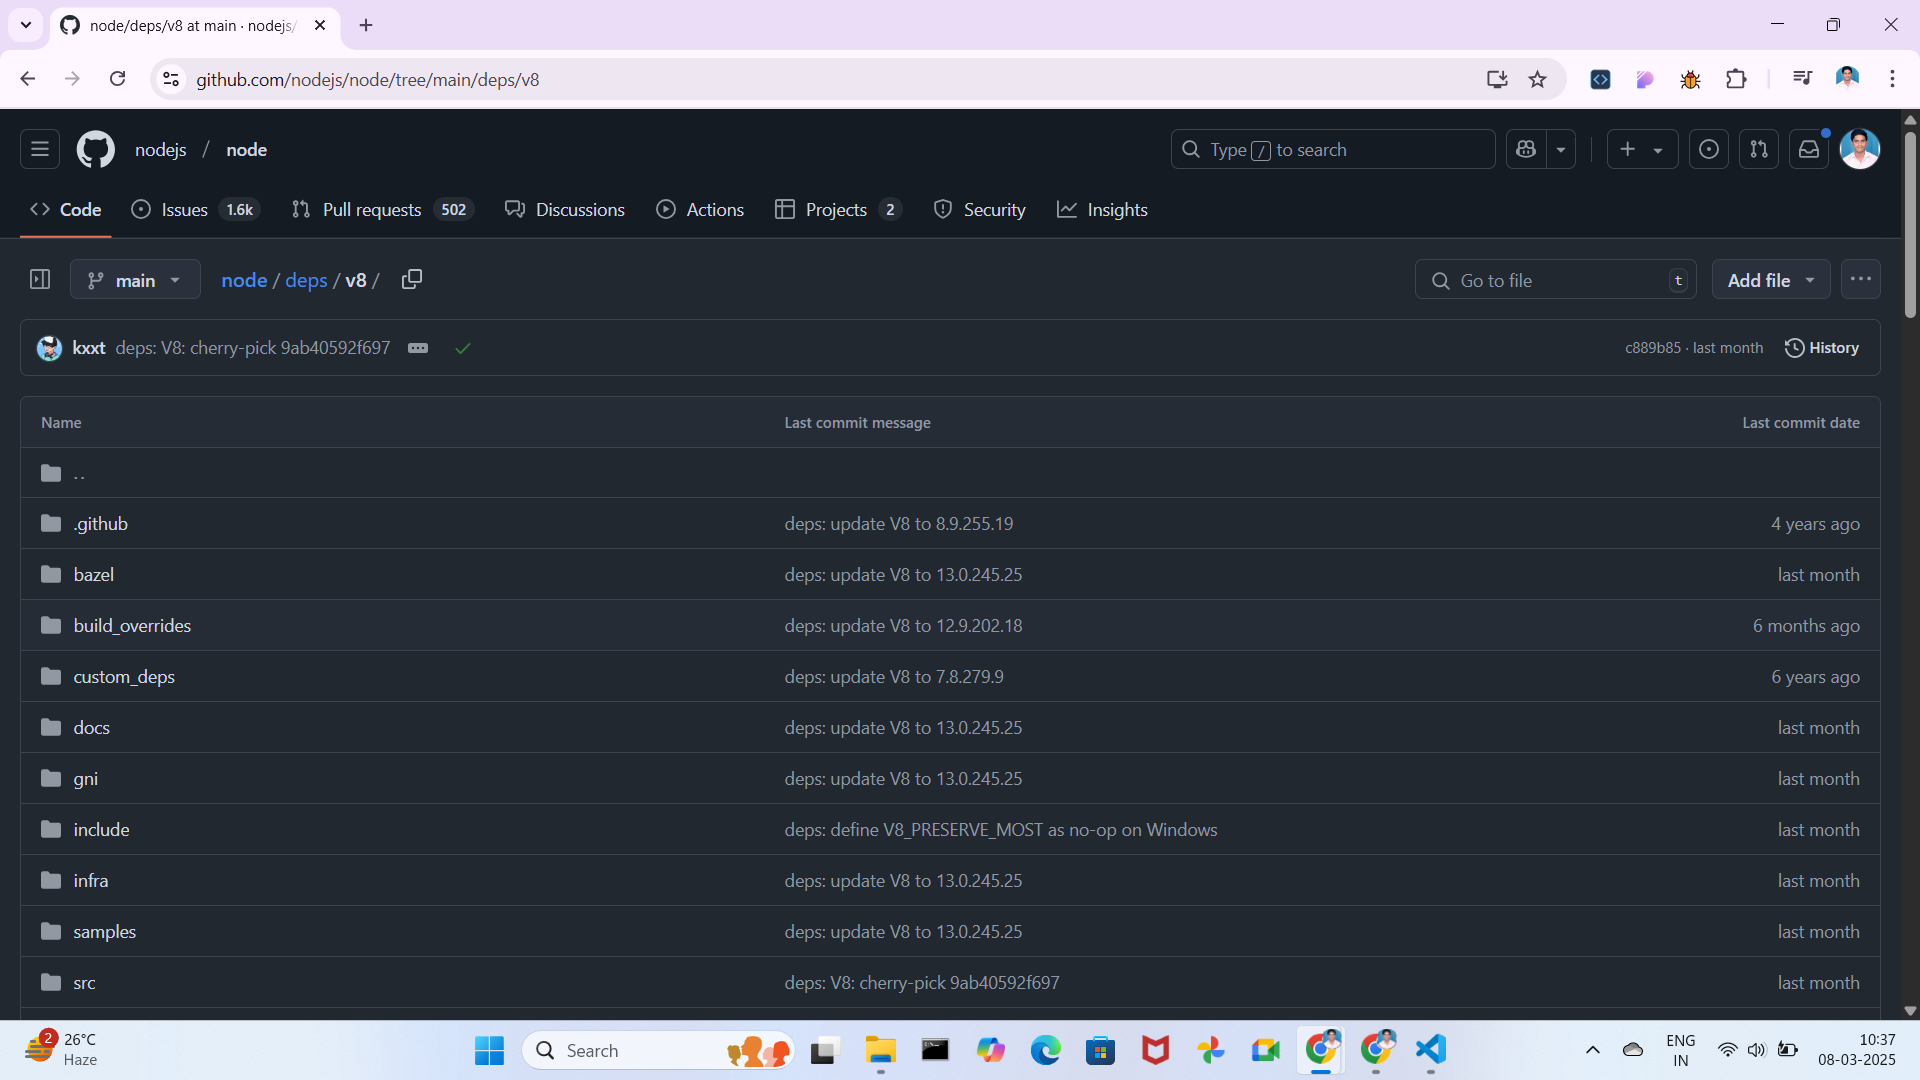 node/deps/v8 at main · nodejs/
github.com/nodejs/node/tree/main/deps/v8
nodejs / node
Type / to search
Code
Issues 1.6k
Pull requests 502
Discussions
Actions
Projects 2
Security
Insights
main
node / deps / v8 /
Go to file t
Add file
kxxt deps: V8: cherry-pick 9ab40592f697
c889b85 · last month
History
Name Last commit message Last commit date
..
.github deps: update V8 to 8.9.255.19 4 years ago
bazel deps: update V8 to 13.0.245.25 last month
build_overrides deps: update V8 to 12.9.202.18 6 months ago
custom_deps deps: update V8 to 7.8.279.9 6 years ago
docs deps: update V8 to 13.0.245.25 last month
gni deps: update V8 to 13.0.245.25 last month
include deps: define V8_PRESERVE_MOST as no-op on Windows last month
infra deps: update V8 to 13.0.245.25 last month
samples deps: update V8 to 13.0.245.25 last month
src deps: V8: cherry-pick 9ab40592f697 last month
2
26°C
Haze
Search
ENG
IN
10:37
08-03-2025